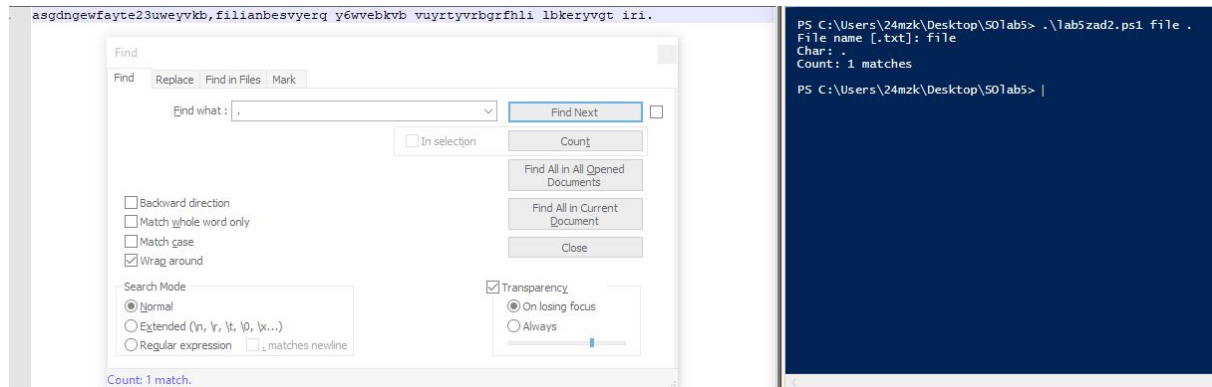 asgdngewfayte23uweyvkb,filianbesvyerq y6wvebkvb vuyrtyvrbgrfhli lbkeryvgt iri.
Find
Find Replace Find in Files Mark
Find what : .
Find Next
In selection
Count
Find All in All Opened Documents
Backward direction
Match whole word only
Match case
Wrap around
Find All in Current Document
Close
Search Mode
Normal
Extended (\n, \r, \t, \0, \x...)
Regular expression
. matches newline
Transparency
On losing focus
Always
Count: 1 match.
PS C:\Users\24mzk\Desktop\SOlab5> .\lab5zad2.ps1 file .
File name [.txt]: file
Char: .
Count: 1 matches
PS C:\Users\24mzk\Desktop\SOlab5>